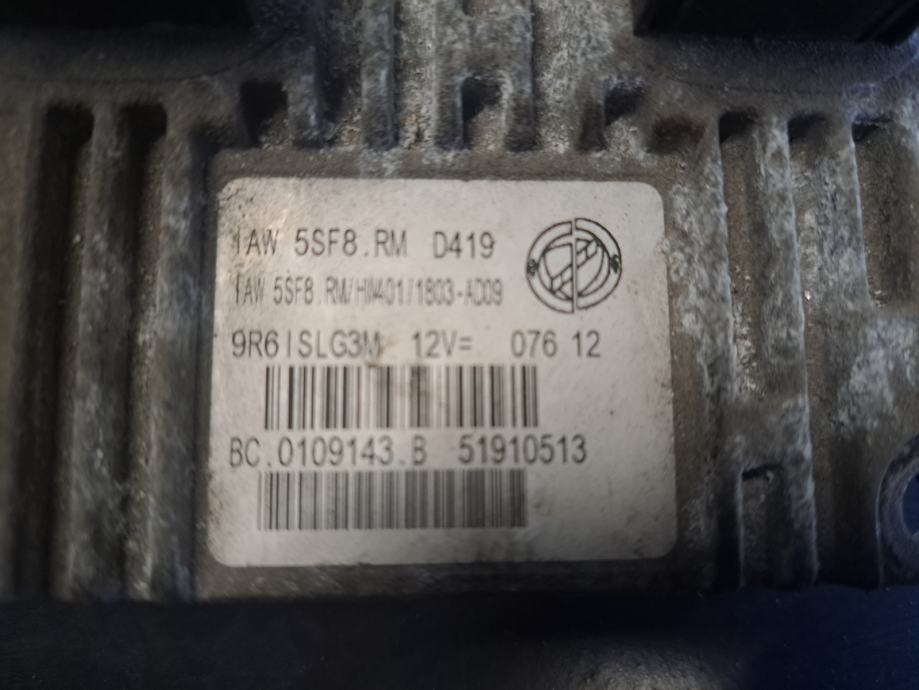 IAW 5SF8.RM D419
IAW 5SF8.RM/HW401/1803-AD09
9R6ISLG3M 12V= 076 12
BC.0109143.B 51910513